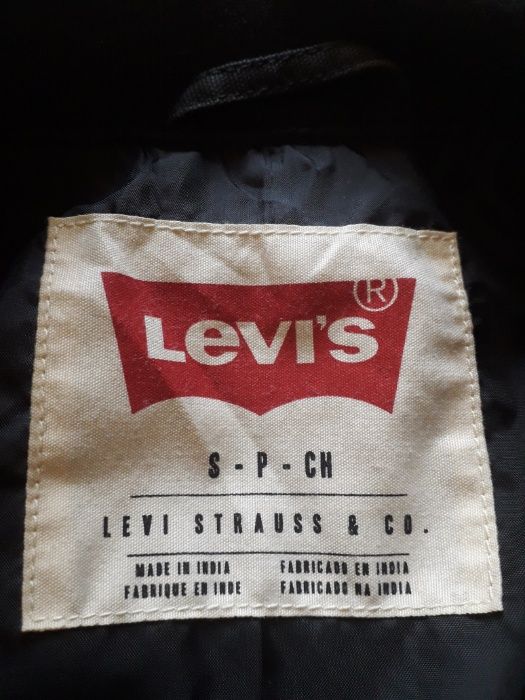 LEVI'S ®
S - P - CH
LEVI STRAUSS & CO.
MADE IN INDIA FABRICADO EN INDIA
FABRIQUE EN INDE FABRICADO NA INDIA